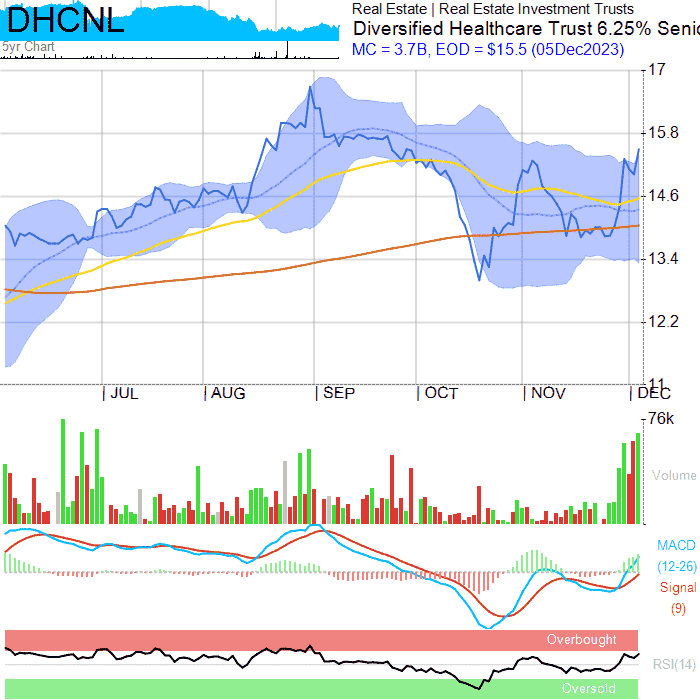 DHCNL
5yr Chart
Real Estate | Real Estate Investment Trusts
Diversified Healthcare Trust 6.25% Senio
MC = 3.7B, EOD = $15.5 (05Dec2023)
17
15.8
14.6
13.4
12.2
11
JUL AUG SEP OCT NOV DEC
76k
Volume
MACD
(12-26)
Signal
(9)
Overbought
RSI(14)
Oversold